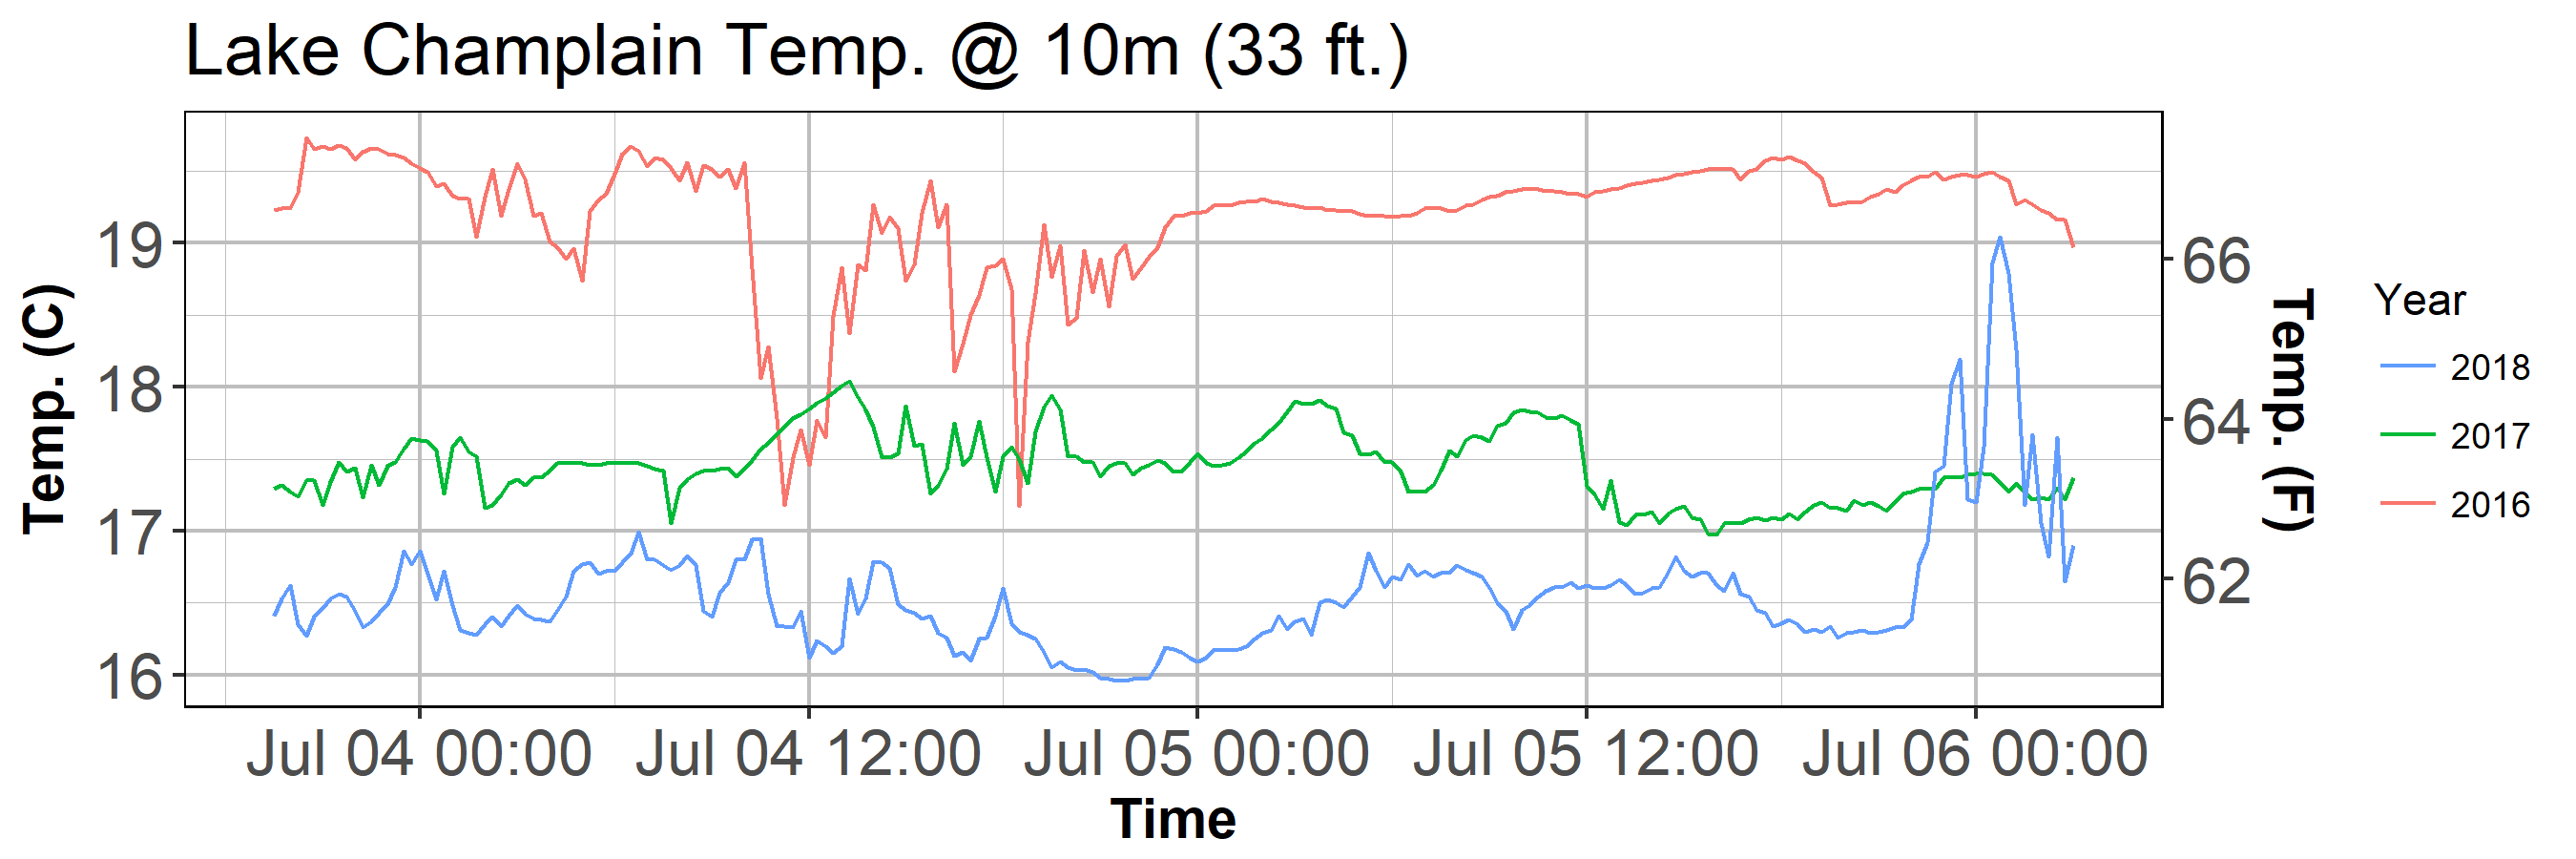 Lake Champlain Temp. @ 10m (33 ft.)
Temp. (C)
19
18
17
16
66
64
62
Temp. (F)
Year
2018
2017
2016
Jul 04 00:00
Jul 04 12:00
Jul 05 00:00
Jul 05 12:00
Jul 06 00:00
Time